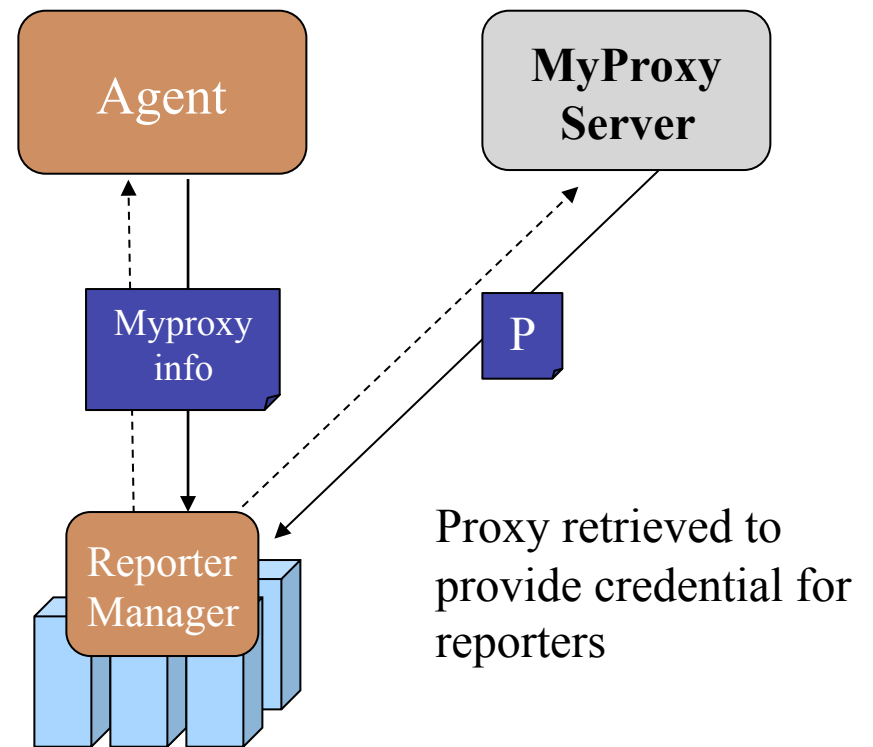 Agent
MyProxy
Server
Myproxy
info
P
Reporter
Manager
Proxy retrieved to
provide credential for
reporters